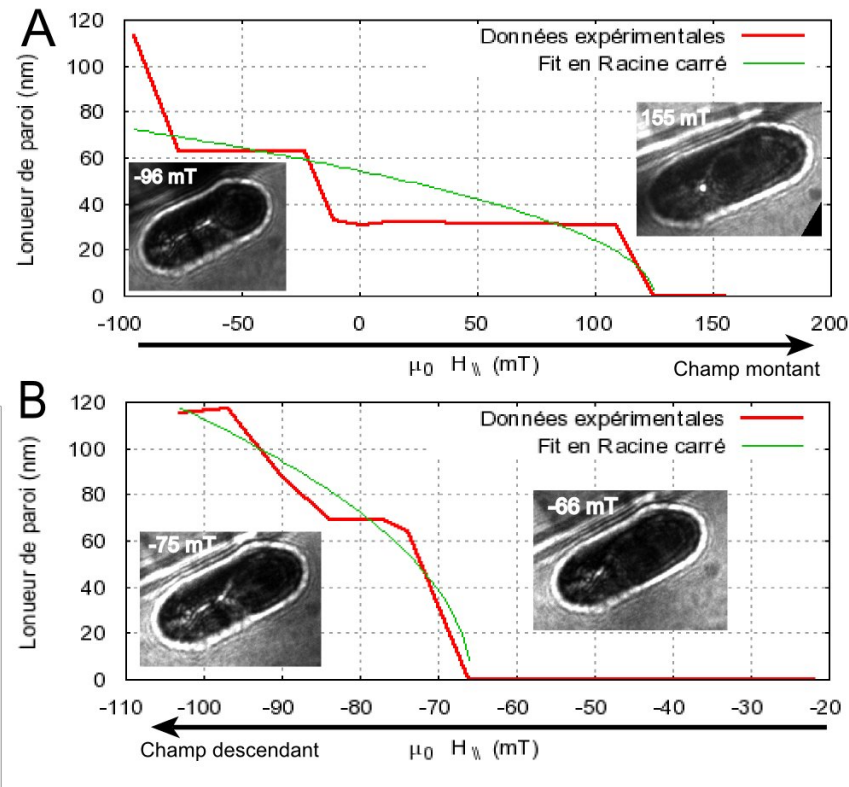 A
120
100
80
60
40
20
0
Lonueur de paroi (nm)
Données expérimentales
Fit en Racine carré
-96 mT
155 mT
-100 -50 0 50 100 150 200
μ0 H \\ (mT)
Champ montant
B
120
100
80
60
40
20
0
Lonueur de paroi (nm)
Données expérimentales
Fit en Racine carré
-75 mT
-66 mT
-110 -100 -90 -80 -70 -60 -50 -40 -30 -20
Champ descendant
μ0 H \\ (mT)